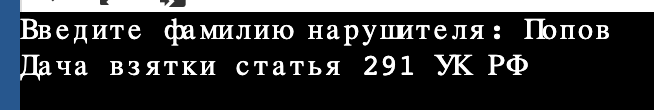 Введите фамилию нарушителя: Попов
Дача взятки статья 291 УК РФ